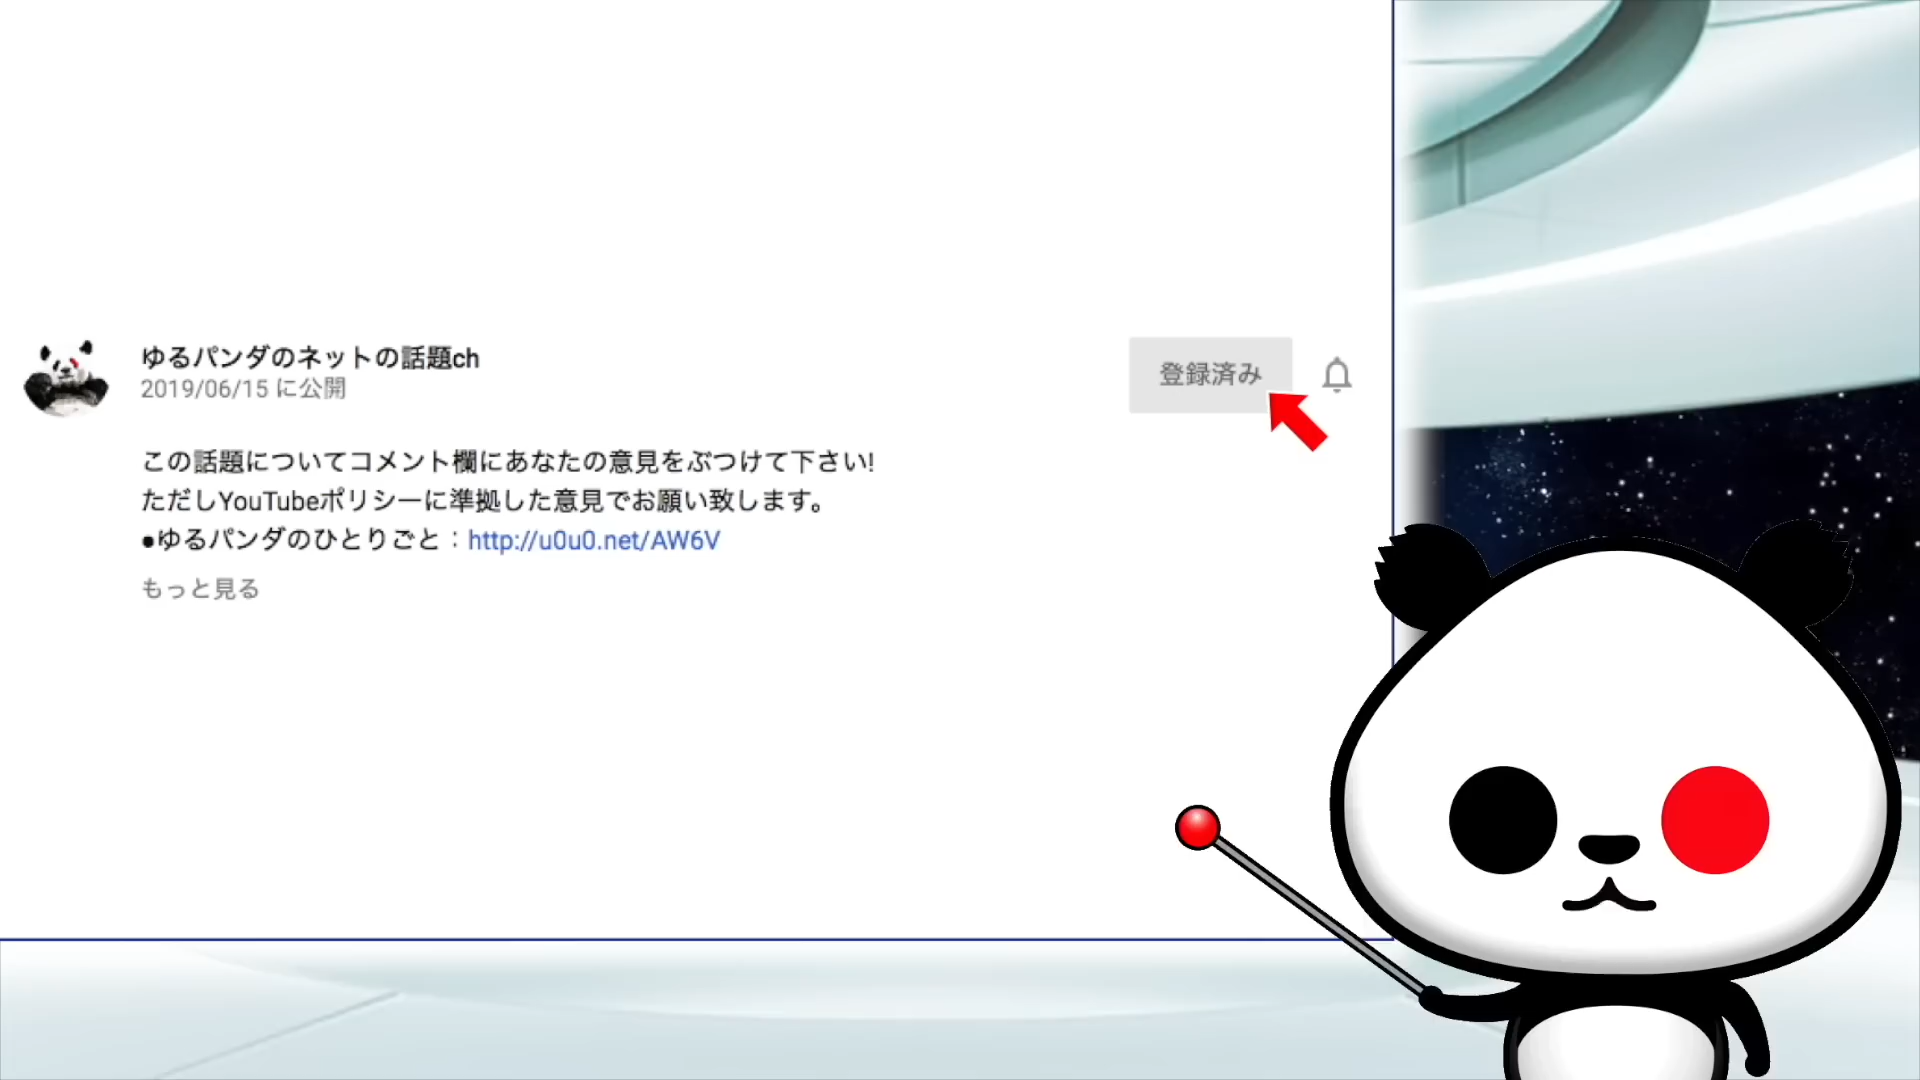 ゆるパンダのネットの話題ch
2019/06/15 に公開
登録済み
この話題についてコメント欄にあなたの意見をぶつけて下さい!
ただしYouTubeポリシーに準拠した意見でお願い致します。
●ゆるパンダのひとりごと：http://u0u0.net/AW6V
もっと見る